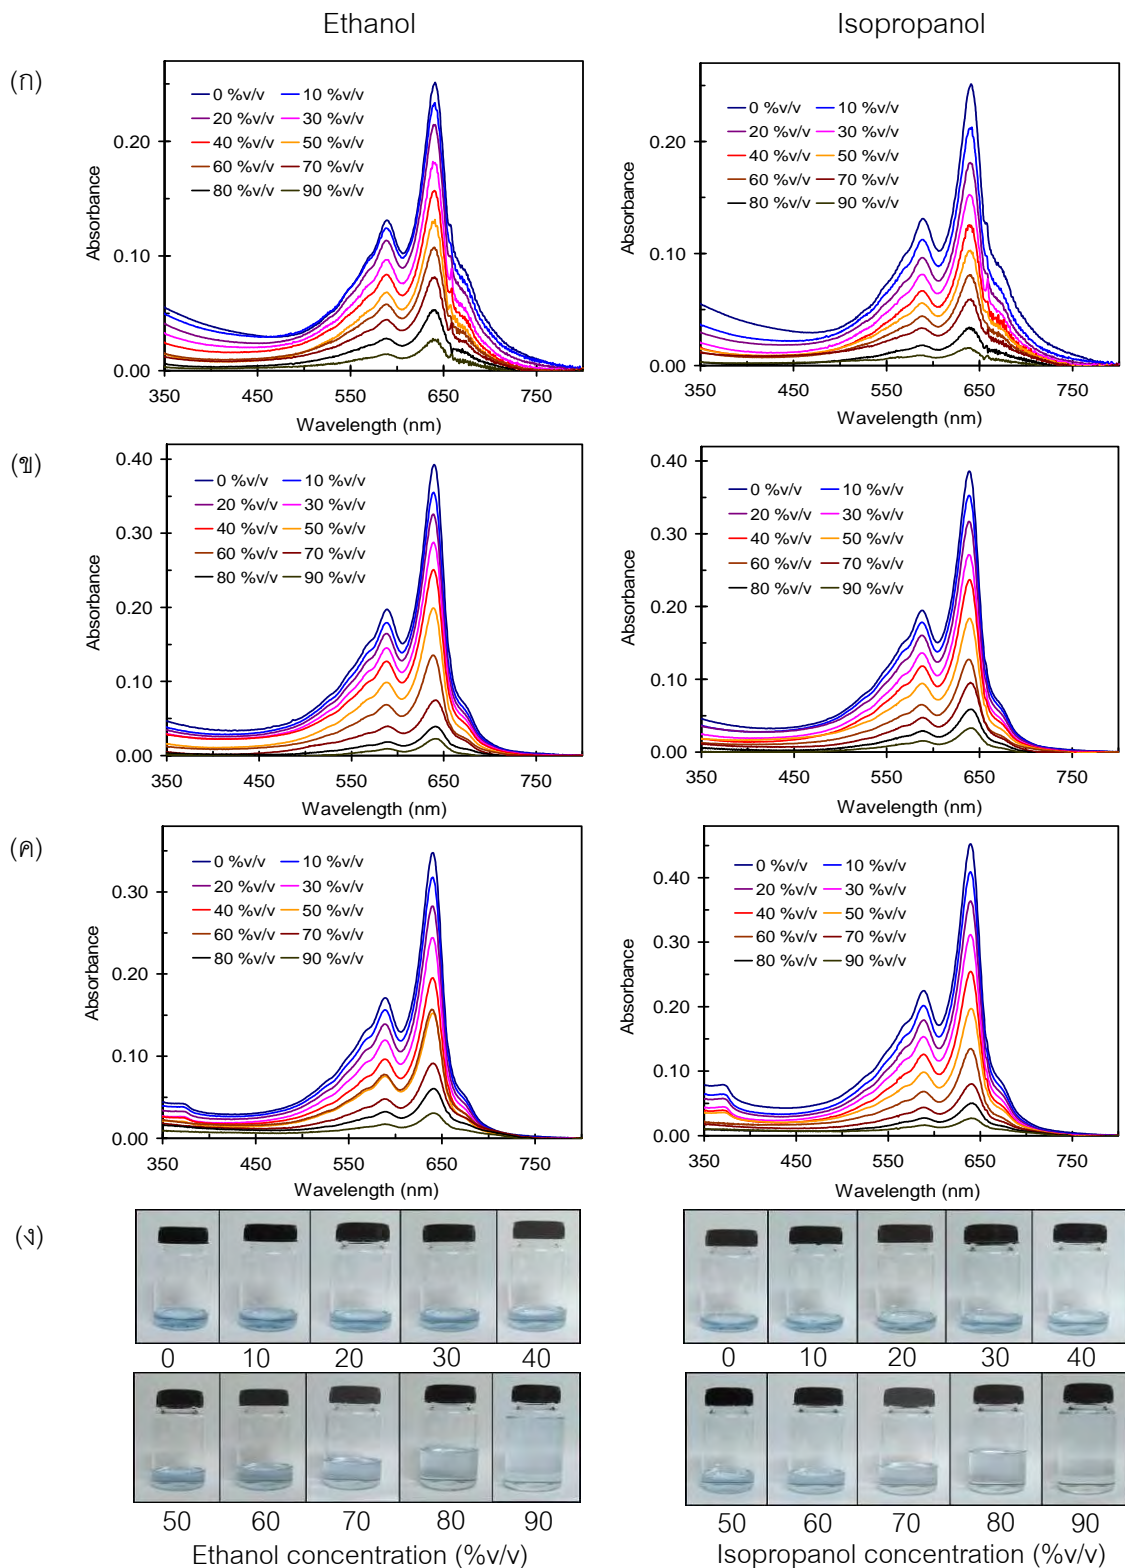 Ethanol
Isopropanol
(ก)
0 %v/v 10 %v/v
20 %v/v 30 %v/v
40 %v/v 50 %v/v
60 %v/v 70 %v/v
80 %v/v 90 %v/v
0.20
0.10
0.00
Absorbance
350 450 550 650 750
Wavelength (nm)
0 %v/v 10 %v/v
20 %v/v 30 %v/v
40 %v/v 50 %v/v
60 %v/v 70 %v/v
80 %v/v 90 %v/v
0.20
0.10
0.00
Absorbance
350 450 550 650 750
Wavelength (nm)
(ข)
0.40
0.30
0.20
0.10
0.00
Absorbance
0 %v/v 10 %v/v
20 %v/v 30 %v/v
40 %v/v 50 %v/v
60 %v/v 70 %v/v
80 %v/v 90 %v/v
350 450 550 650 750
Wavelength (nm)
0.40
0.30
0.20
0.10
0.00
Absorbance
0 %v/v 10 %v/v
20 %v/v 30 %v/v
40 %v/v 50 %v/v
60 %v/v 70 %v/v
80 %v/v 90 %v/v
350 450 550 650 750
Wavelength (nm)
(ค)
0.30
0.20
0.10
0.00
Absorbance
0 %v/v 10 %v/v
20 %v/v 30 %v/v
40 %v/v 50 %v/v
60 %v/v 70 %v/v
80 %v/v 90 %v/v
350 450 550 650 750
Wavelength (nm)
0.40
0.30
0.20
0.10
0.00
Absorbance
0 %v/v 10 %v/v
20 %v/v 30 %v/v
40 %v/v 50 %v/v
60 %v/v 70 %v/v
80 %v/v 90 %v/v
350 450 550 650 750
Wavelength (nm)
(ง)
0 10 20 30 40
50 60 70 80 90
Ethanol concentration (%v/v)
0 10 20 30 40
50 60 70 80 90
Isopropanol concentration (%v/v)